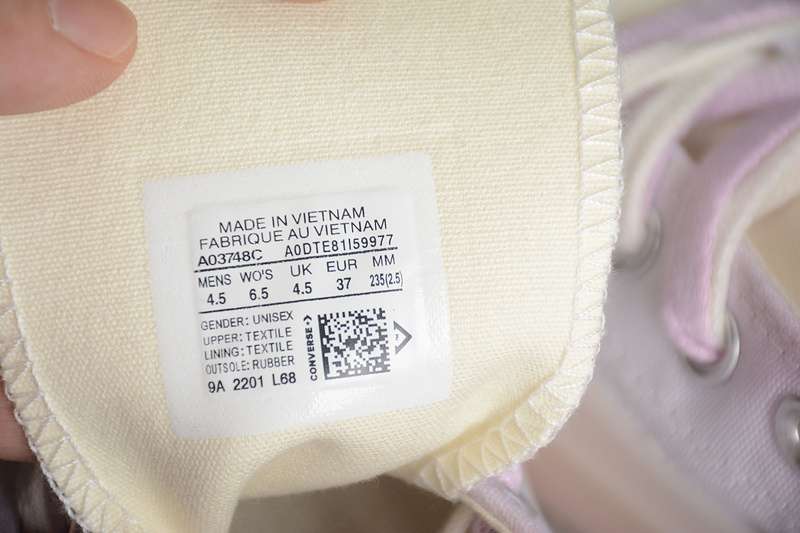 MADE IN VIETNAM
FABRIQUE AU VIETNAM
A03748C A0DTE81I59977
MENS WO'S UK EUR MM
4.5 6.5 4.5 37 235(2.5)
GENDER: UNISEX
UPPER: TEXTILE
LINING: TEXTILE
OUTSOLE: RUBBER
9A 2201 L68
CONVERSE